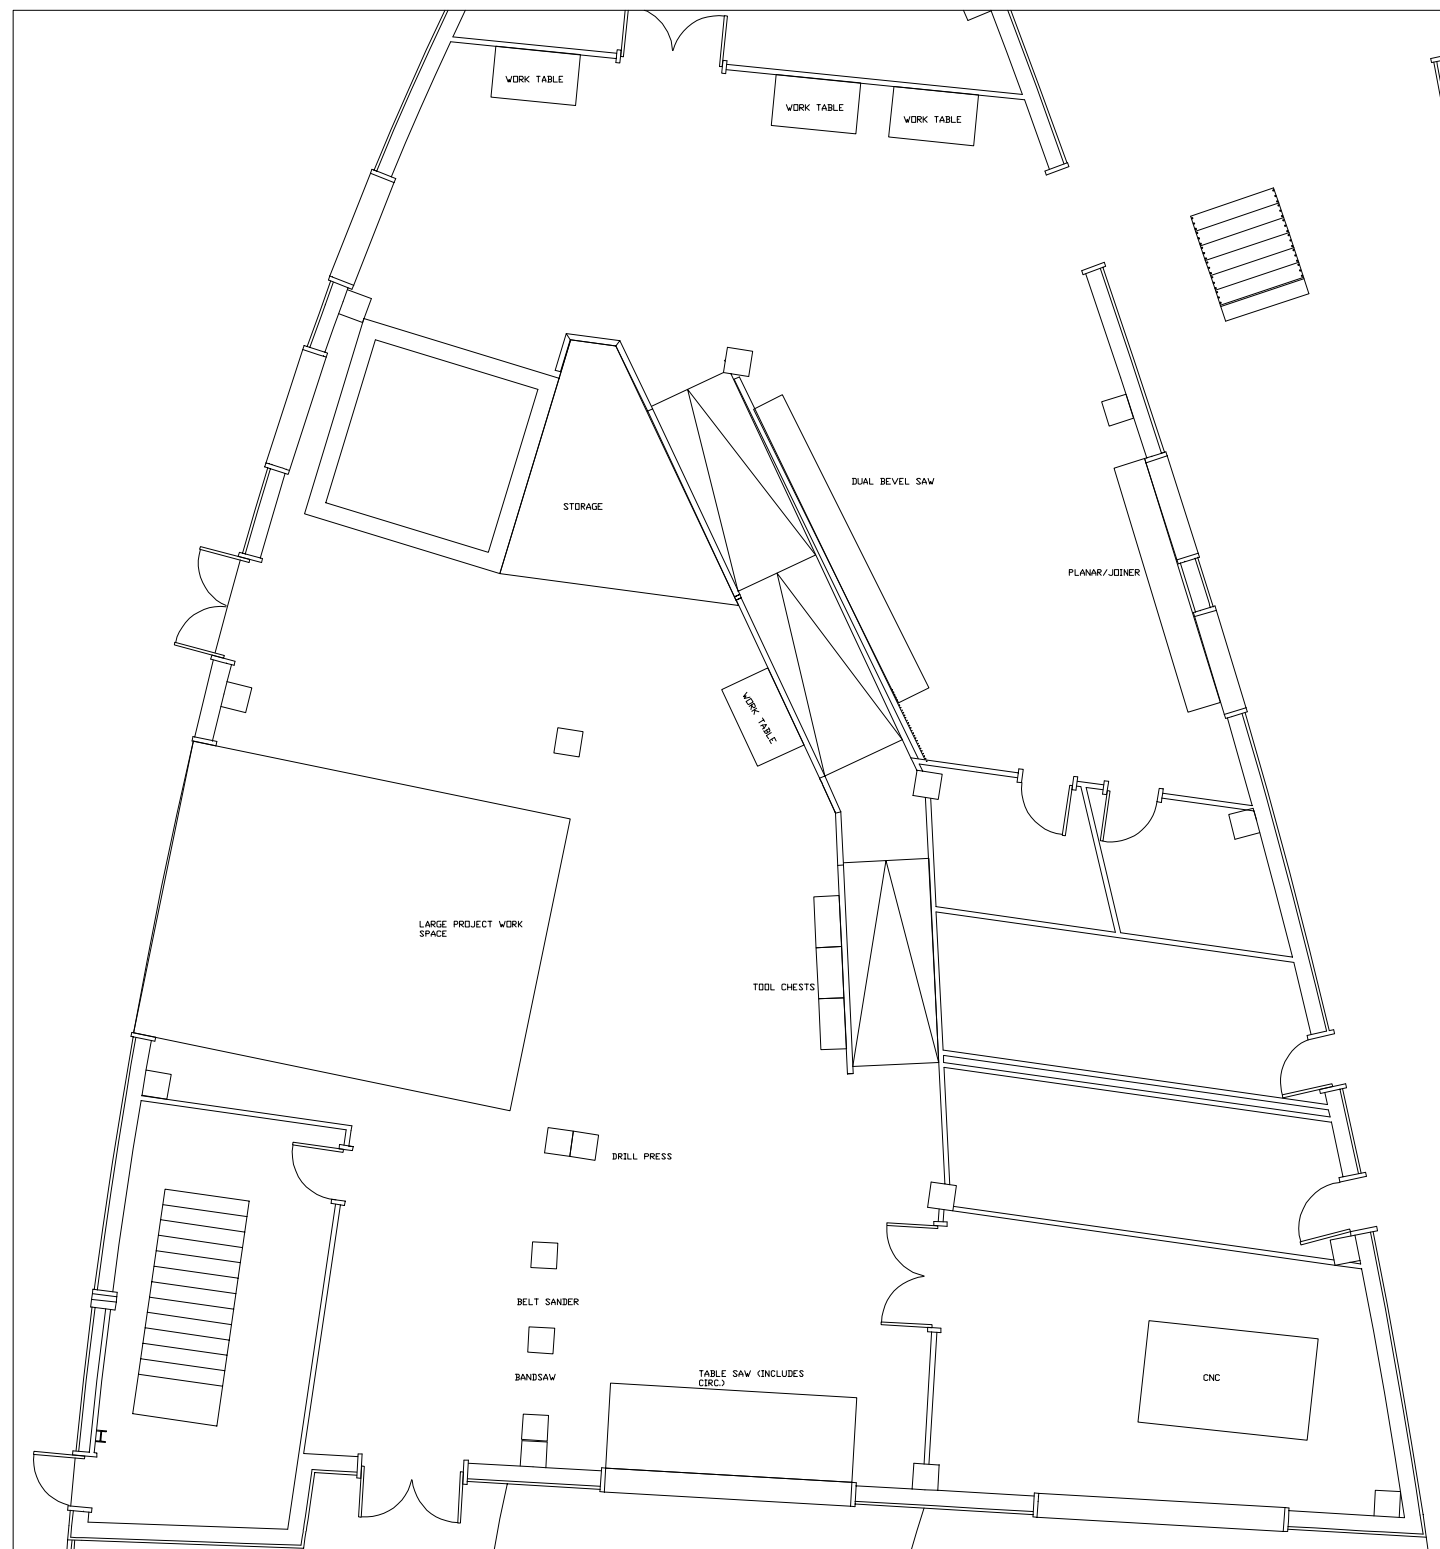 WORK TABLE
WORK TABLE
WORK TABLE
DUAL BEVEL SAW
STORAGE
PLANAR/JOINER
WORK TABLE
LARGE PROJECT WORK
SPACE
TOOL CHESTS
DRILL PRESS
BELT SANDER
BANDSAW
TABLE SAW (INCLUDES
CIRC.)
CNC